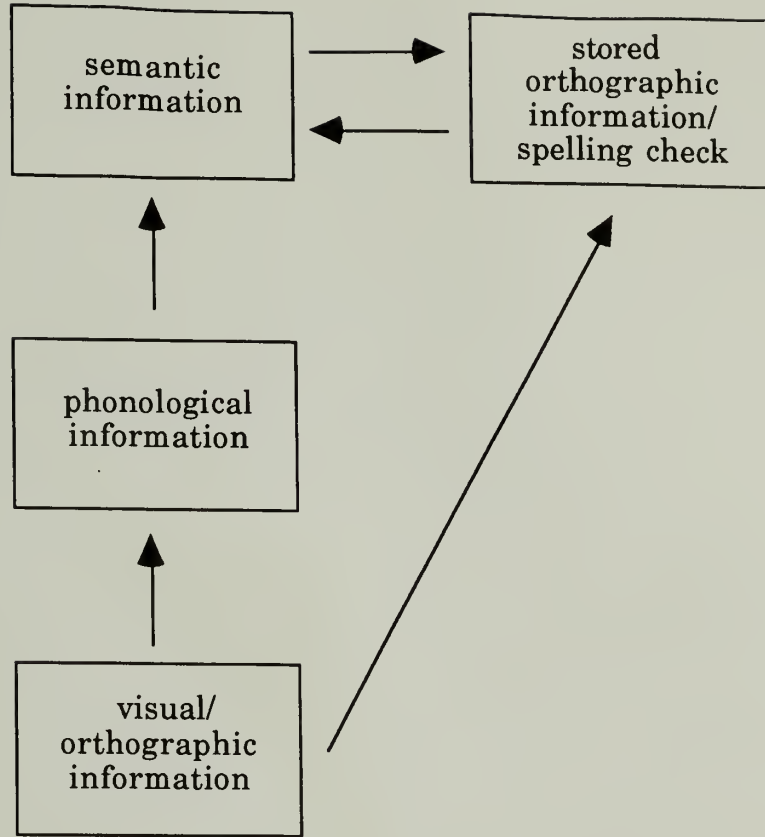 semantic
information
stored
orthographic
information/
spelling check
phonological
information
visual/
orthographic
information